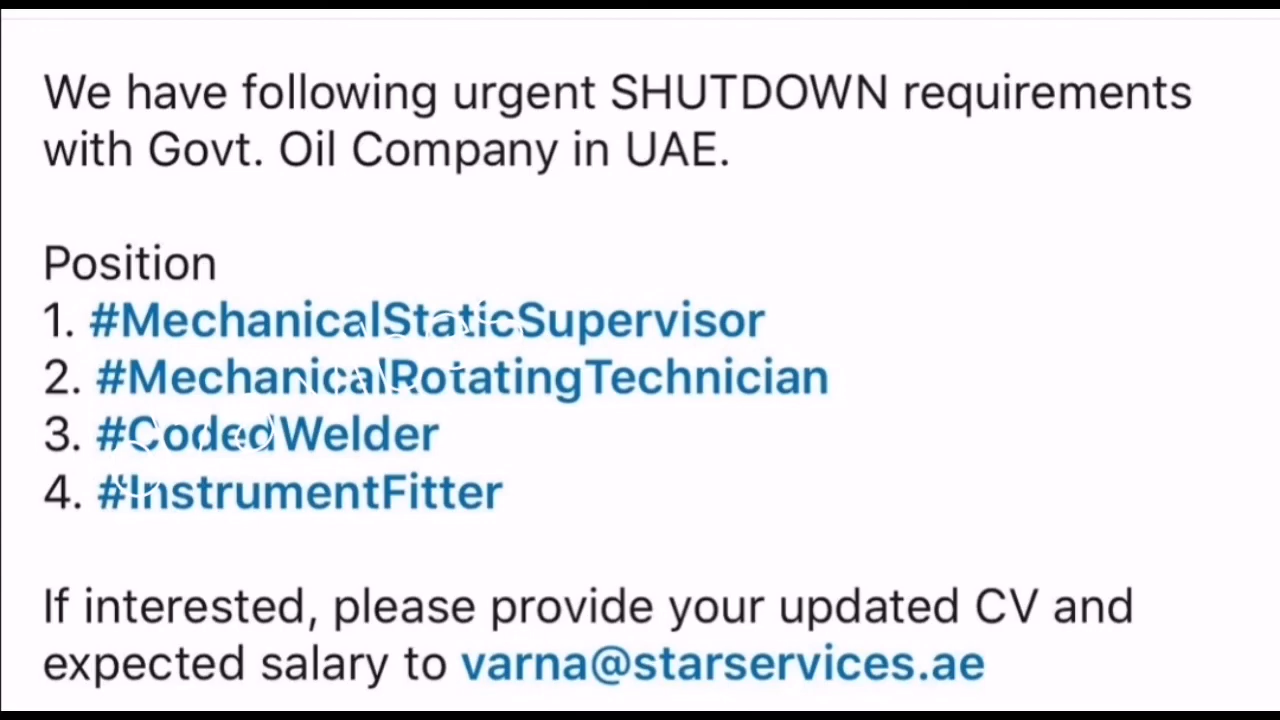 We have following urgent SHUTDOWN requirements
with Govt. Oil Company in UAE.
Position
1. #MechanicalStaticSupervisor
2. #MechanicalRotatingTechnician
3. #CodedWelder
4. #InstrumentFitter
If interested, please provide your updated CV and
expected salary to varna@starservices.ae